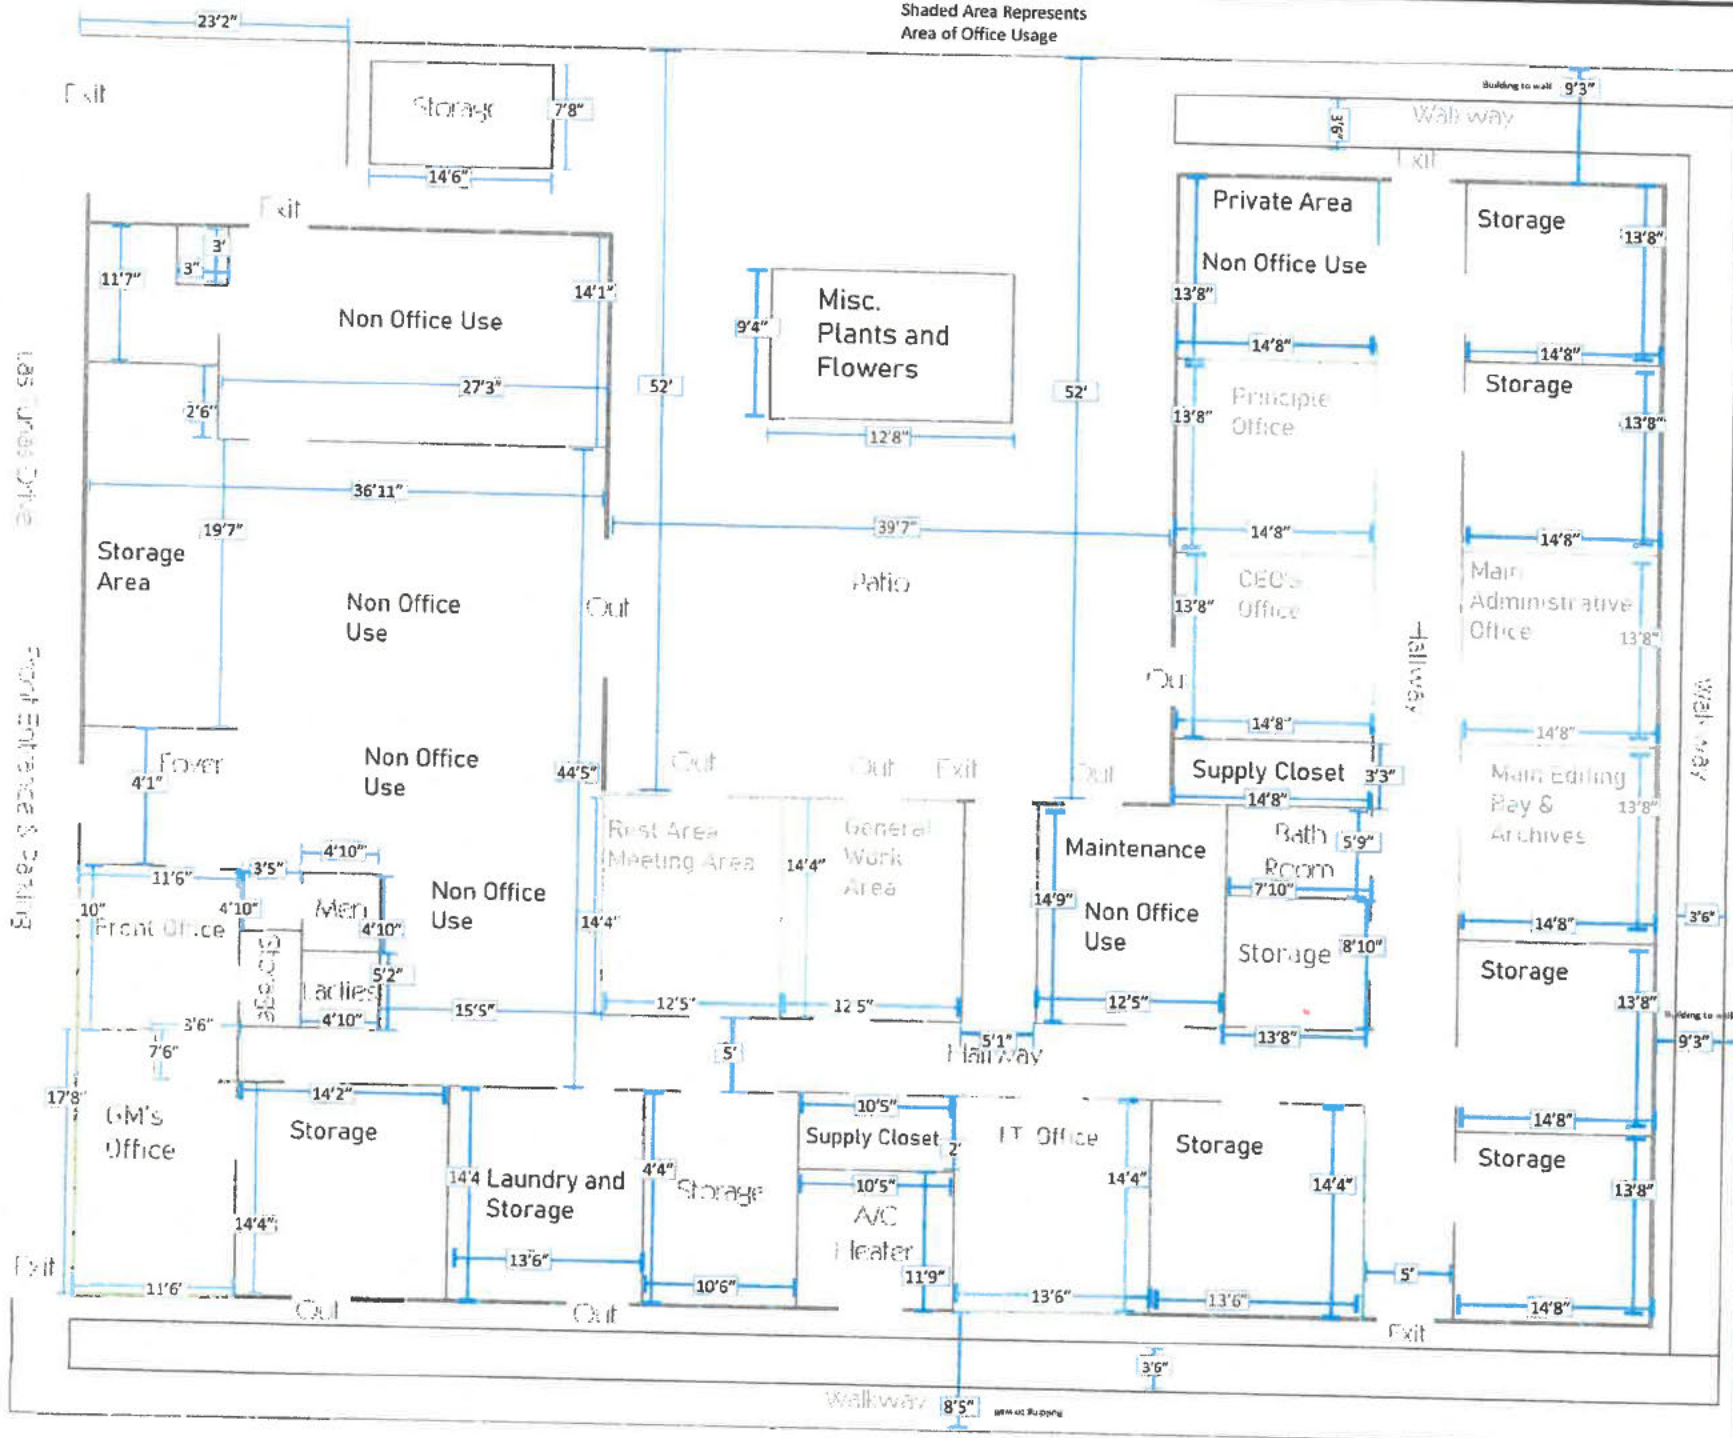 Shaded Area Represents
Area of Office Usage
23'2"
Exit
Storage
7'8"
14'6"
Building to wall
9'3"
Walkway
3'6"
Exit
Exit
3'
3"
11'7"
14'1"
Non Office Use
27'3"
2'6"
36'11"
19'7"
Storage
Area
Non Office
Use
Out
52'
Misc.
Plants and
Flowers
9'4"
12'8"
52'
39'7"
Patio
Private Area
Non Office Use
13'8"
14'8"
Principle
Office
13'8"
14'8"
CEO's
Office
13'8"
Out
14'8"
Hallway
Storage
13'8"
14'8"
Storage
13'8"
14'8"
Main
Administrative
Office
13'8"
14'8"
Main Editing
Bay &
Archives
13'8"
14'8"
Walkway
3'6"
Front Entrance & Parking
Foyer
4'1"
Non Office
Use
44'5"
Out
Out
Exit
Out
Supply Closet
3'3"
14'8"
Rest Area
Meeting Area
14'4"
General
Work
Area
14'4"
12'5"
12'5"
Maintenance
Non Office
Use
14'9"
12'5"
Bath
Room
5'9"
7'10"
Storage
8'10"
13'8"
11'6"
3'5"
4'10"
10"
Front Office
4'10"
Men
4'10"
Storage
Ladies
5'2"
4'10"
Non Office
Use
15'5"
5'
5'1"
Hallway
3'6"
7'6"
17'8"
GM's
Office
11'6"
Exit
14'2"
Storage
14'4"
Out
14'4
Laundry and
Storage
13'6"
Out
4'4"
Storage
10'6"
10'5"
Supply Closet
2'
10'5"
A/C
Heater
11'9"
I.T. Office
14'4"
13'6"
Storage
14'4"
13'6"
5'
Exit
Storage
13'8"
14'8"
Storage
13'8"
14'8"
Building to wall
9'3"
3'6"
Walkway
8'5"
Building to wall